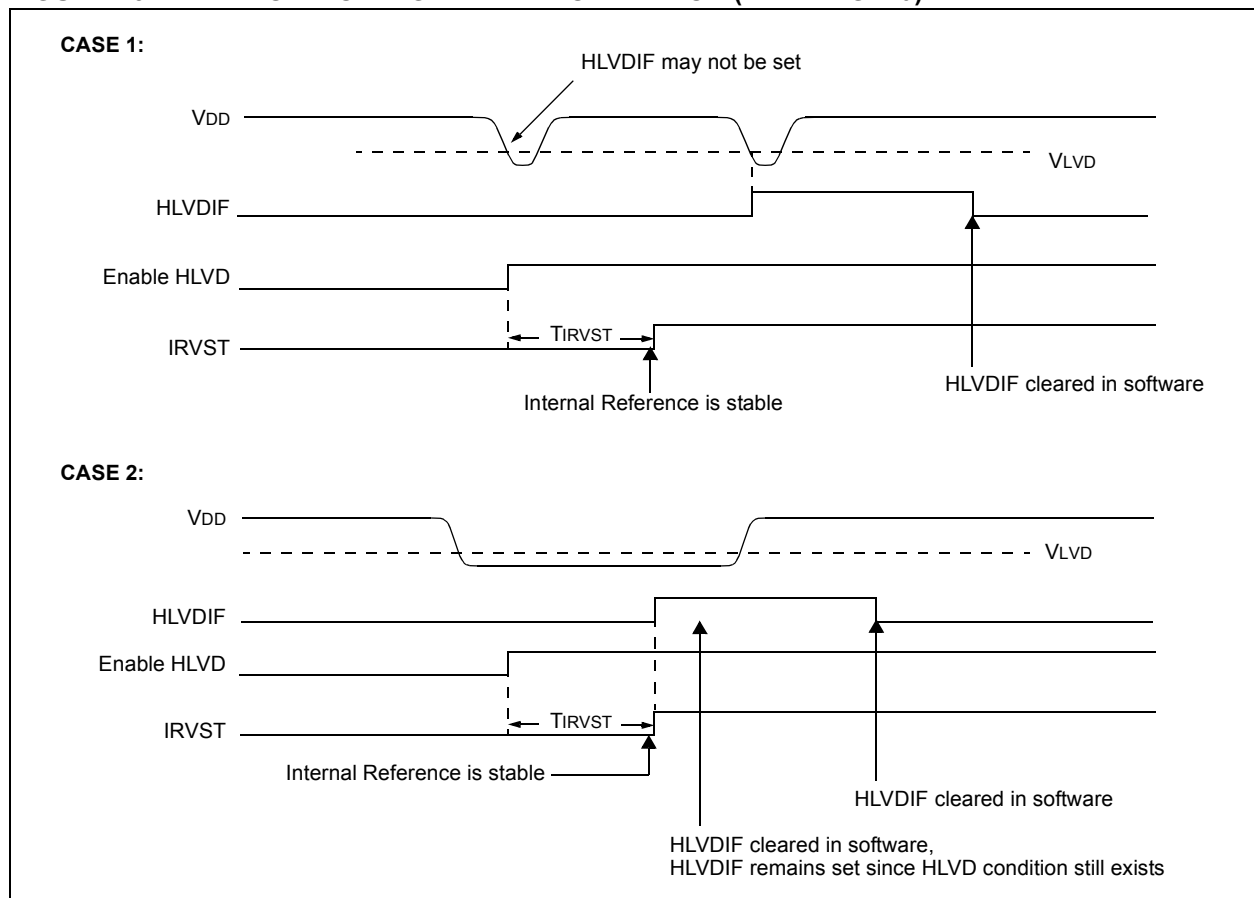 CASE 1:
HLVDIF may not be set
VDD
VLVD
HLVDIF
Enable HLVD
TIRVST
IRVST
HLVDIF cleared in software
Internal Reference is stable
CASE 2:
VDD
VLVD
HLVDIF
Enable HLVD
TIRVST
IRVST
Internal Reference is stable
HLVDIF cleared in software
HLVDIF cleared in software,
HLVDIF remains set since HLVD condition still exists